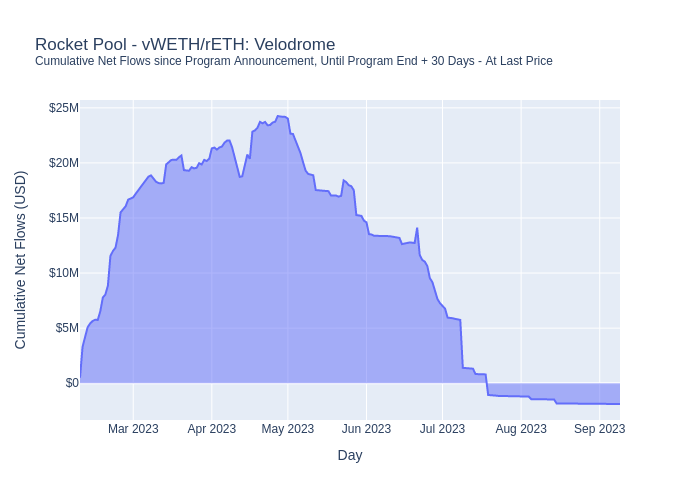 Rocket Pool - vWETH/rETH: Velodrome
Cumulative Net Flows since Program Announcement, Until Program End + 30 Days - At Last Price
$25M
$20M
$15M
$10M
$5M
$0
Cumulative Net Flows (USD)
Mar 2023 Apr 2023 May 2023 Jun 2023 Jul 2023 Aug 2023 Sep 2023
Day